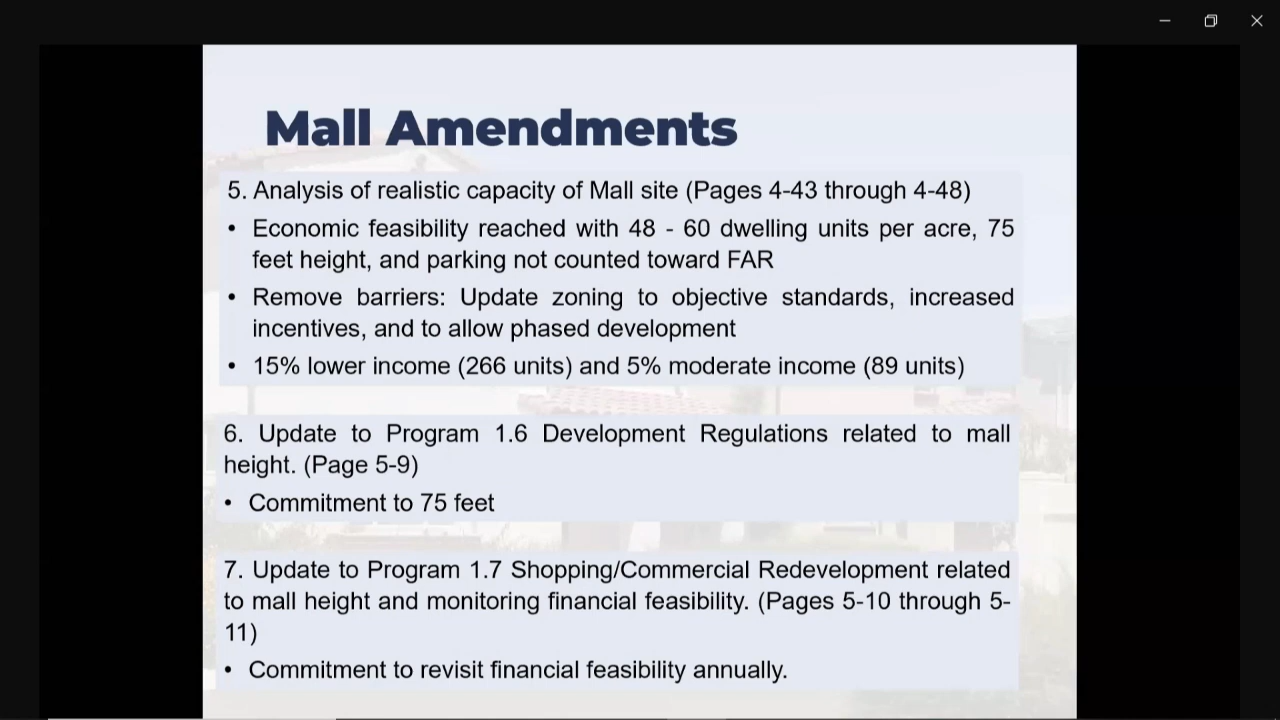 Mall Amendments
5. Analysis of realistic capacity of Mall site (Pages 4-43 through 4-48)
• Economic feasibility reached with 48 - 60 dwelling units per acre, 75
feet height, and parking not counted toward FAR
• Remove barriers: Update zoning to objective standards, increased
incentives, and to allow phased development
• 15% lower income (266 units) and 5% moderate income (89 units)
6. Update to Program 1.6 Development Regulations related to mall
height. (Page 5-9)
• Commitment to 75 feet
7. Update to Program 1.7 Shopping/Commercial Redevelopment related
to mall height and monitoring financial feasibility. (Pages 5-10 through 5-
11)
• Commitment to revisit financial feasibility annually.